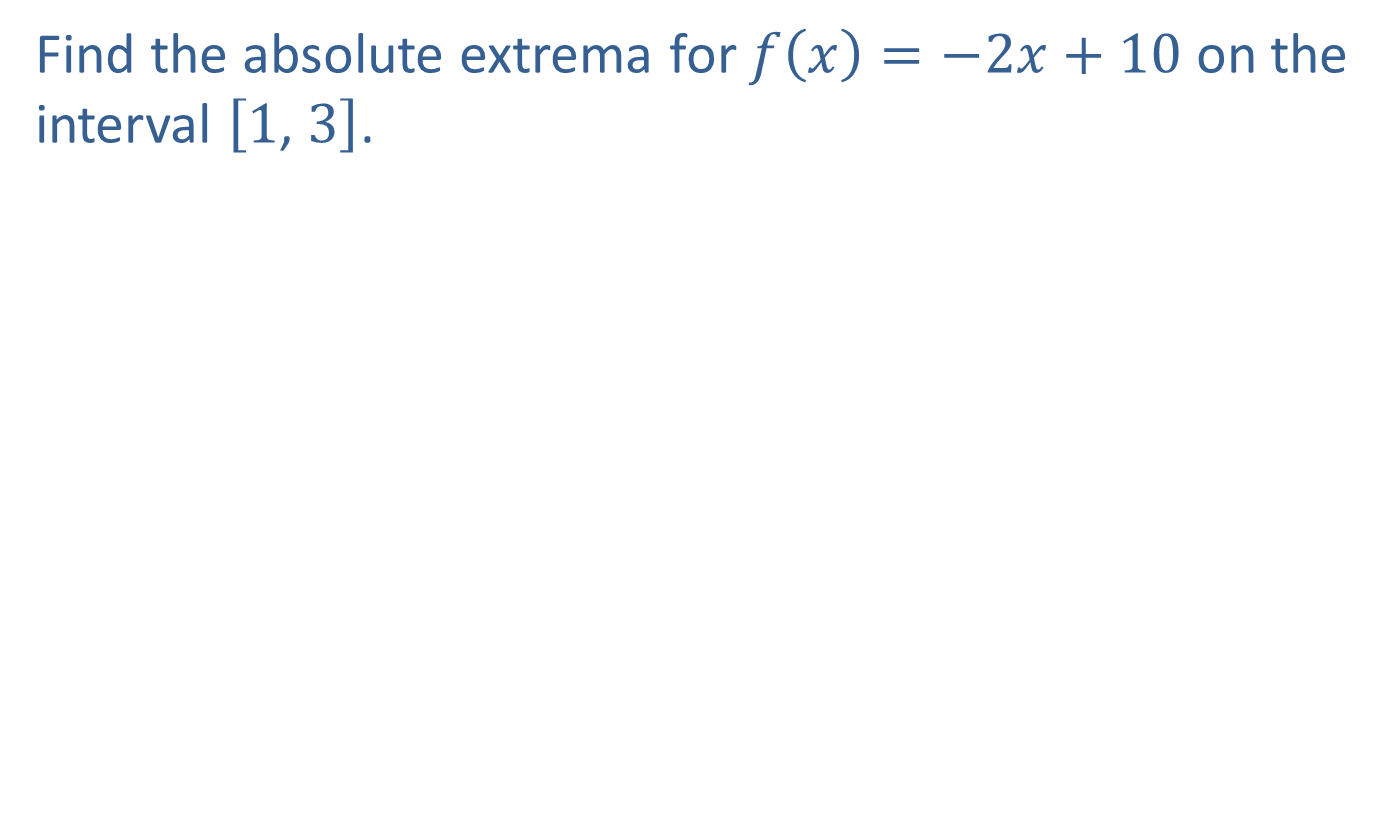 Find the absolute extrema for f(x) = −2x + 10 on the
interval [1, 3].